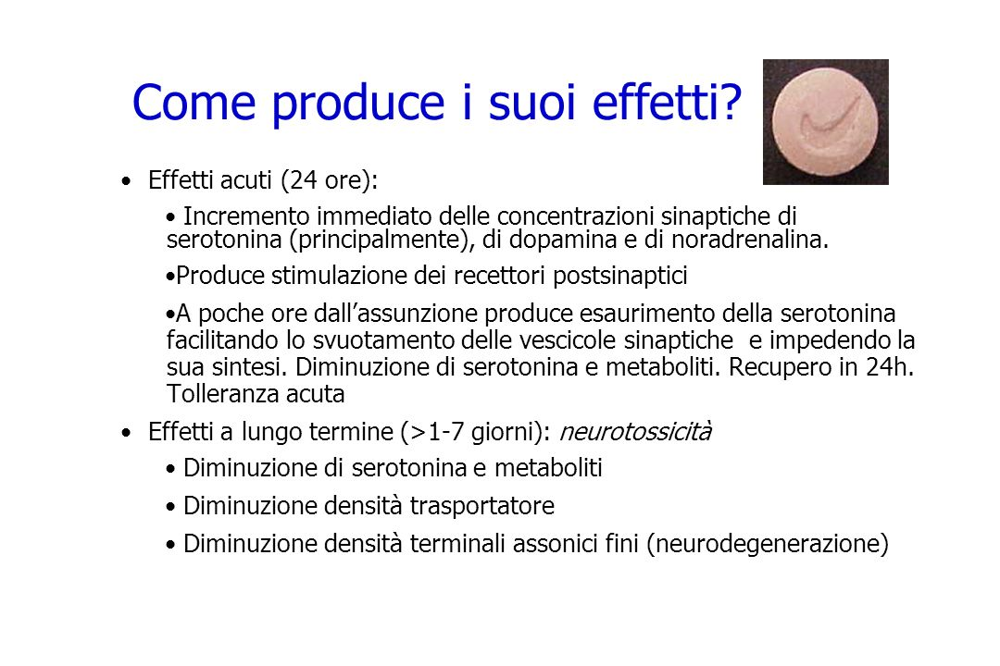 Come produce i suoi effetti?
• Effetti acuti (24 ore):
• Incremento immediato delle concentrazioni sinaptiche di
serotonina (principalmente), di dopamina e di noradrenalina.
•Produce stimulazione dei recettori postsinaptici
•A poche ore dall’assunzione produce esaurimento della serotonina
facilitando lo svuotamento delle vescicole sinaptiche e impedendo la
sua sintesi. Diminuzione di serotonina e metaboliti. Recupero in 24h.
Tolleranza acuta
• Effetti a lungo termine (>1-7 giorni): neurotossicità
• Diminuzione di serotonina e metaboliti
• Diminuzione densità trasportatore
• Diminuzione densità terminali assonici fini (neurodegenerazione)